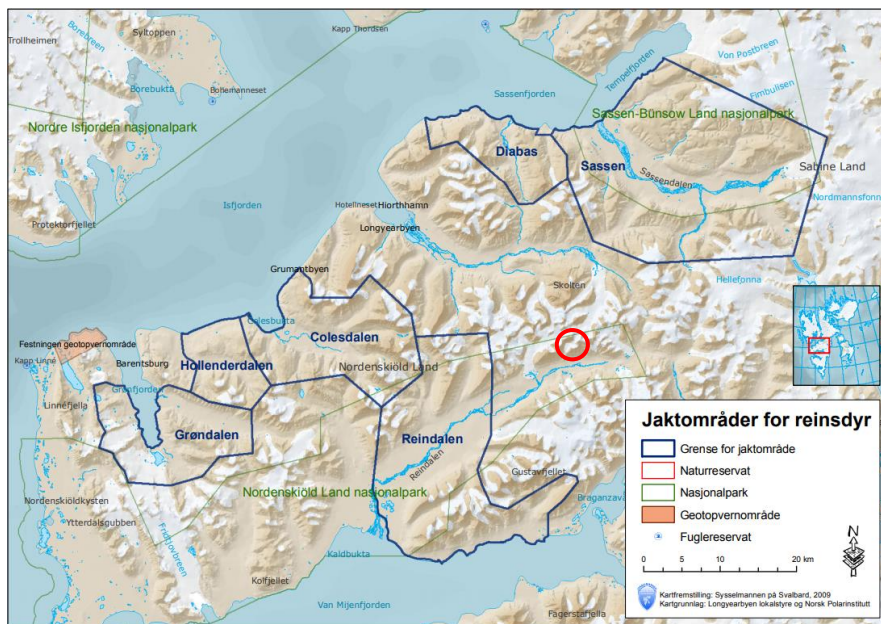 Trollheimen
Borebreen
Syltoppen
Kapp Thordsen
Von Postbreen
Tempelfjorden
Borebukta
Bohemanneset
Sassenfjorden
Fimbulisen
Nordre Isfjorden nasjonalpark
Sassen-Bünsow Land nasjonalpark
Diabas
Sassen
Sassendalen
Sabine Land
Nordmannsfonna
Isfjorden
Hotellneset
Hiorthhamn
Longyearbyen
Protektorfjellet
Grumantbyen
Hellefonna
Skolten
Colesbukta
Colesdalen
Festningen geotopvernområde
Kapp Linné
Barentsburg
Hollenderdalen
Nordenskiöld Land
Grønfjorden
Linnéfjella
Grøndalen
Reindalen
Reindalen
Gustavfjellet
Nordenskiöld Land nasjonalpark
Nordenskiöldkysten
Ytterdalsgubben
Fridtjovbreen
Braganzavå
Kaldbukta
Kolfjellet
Van Mijenfjorden
Fagerstafjella
Jaktområder for reinsdyr
Grense for jaktområde
Naturreservat
Nasjonalpark
Geotopvernområde
Fuglereservat
N
0 5 10 20 km
Kartfremstilling: Sysselmannen på Svalbard, 2009
Kartgrunnlag: Longyearbyen lokalstyre og Norsk Polarinstitutt